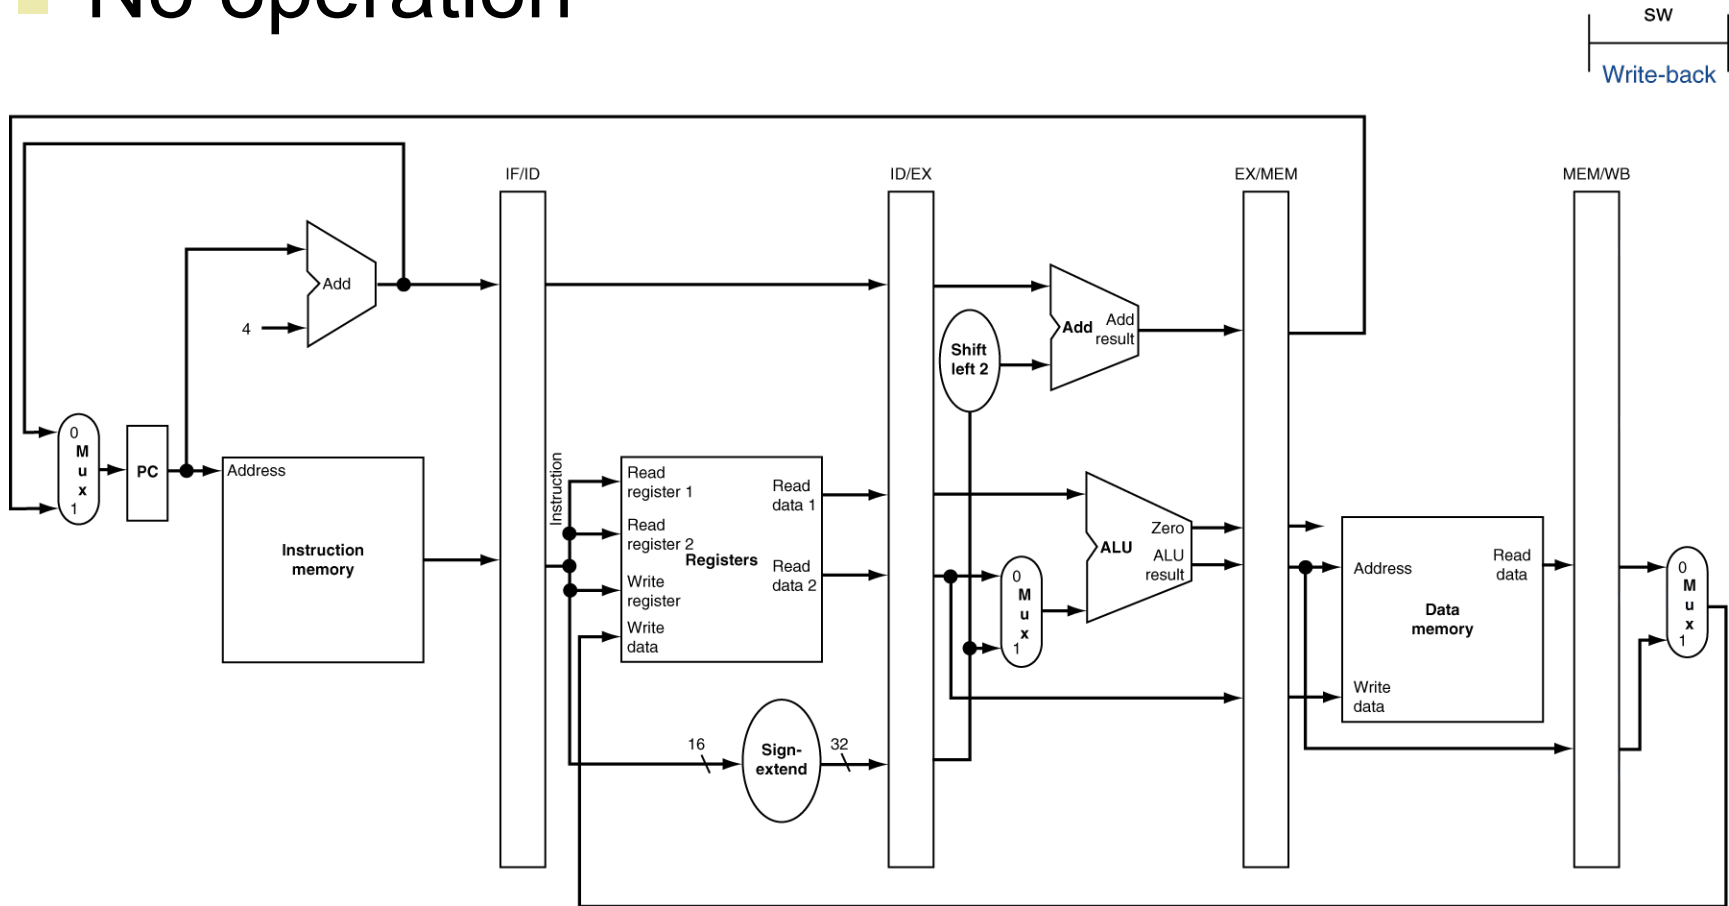 No operation
SW
Write-back
IF/ID
ID/EX
EX/MEM
MEM/WB
Add
4
Add
Add
result
Shift
left 2
0
M
u
x
1
PC
Address
Instruction
memory
Instruction
Read
register 1
Read
register 2
Write
register
Write
data
Registers
Read
data 1
Read
data 2
16
Sign-
extend
32
0
M
u
x
1
Zero
ALU
ALU
result
Address
Read
data
Data
memory
Write
data
0
M
u
x
1